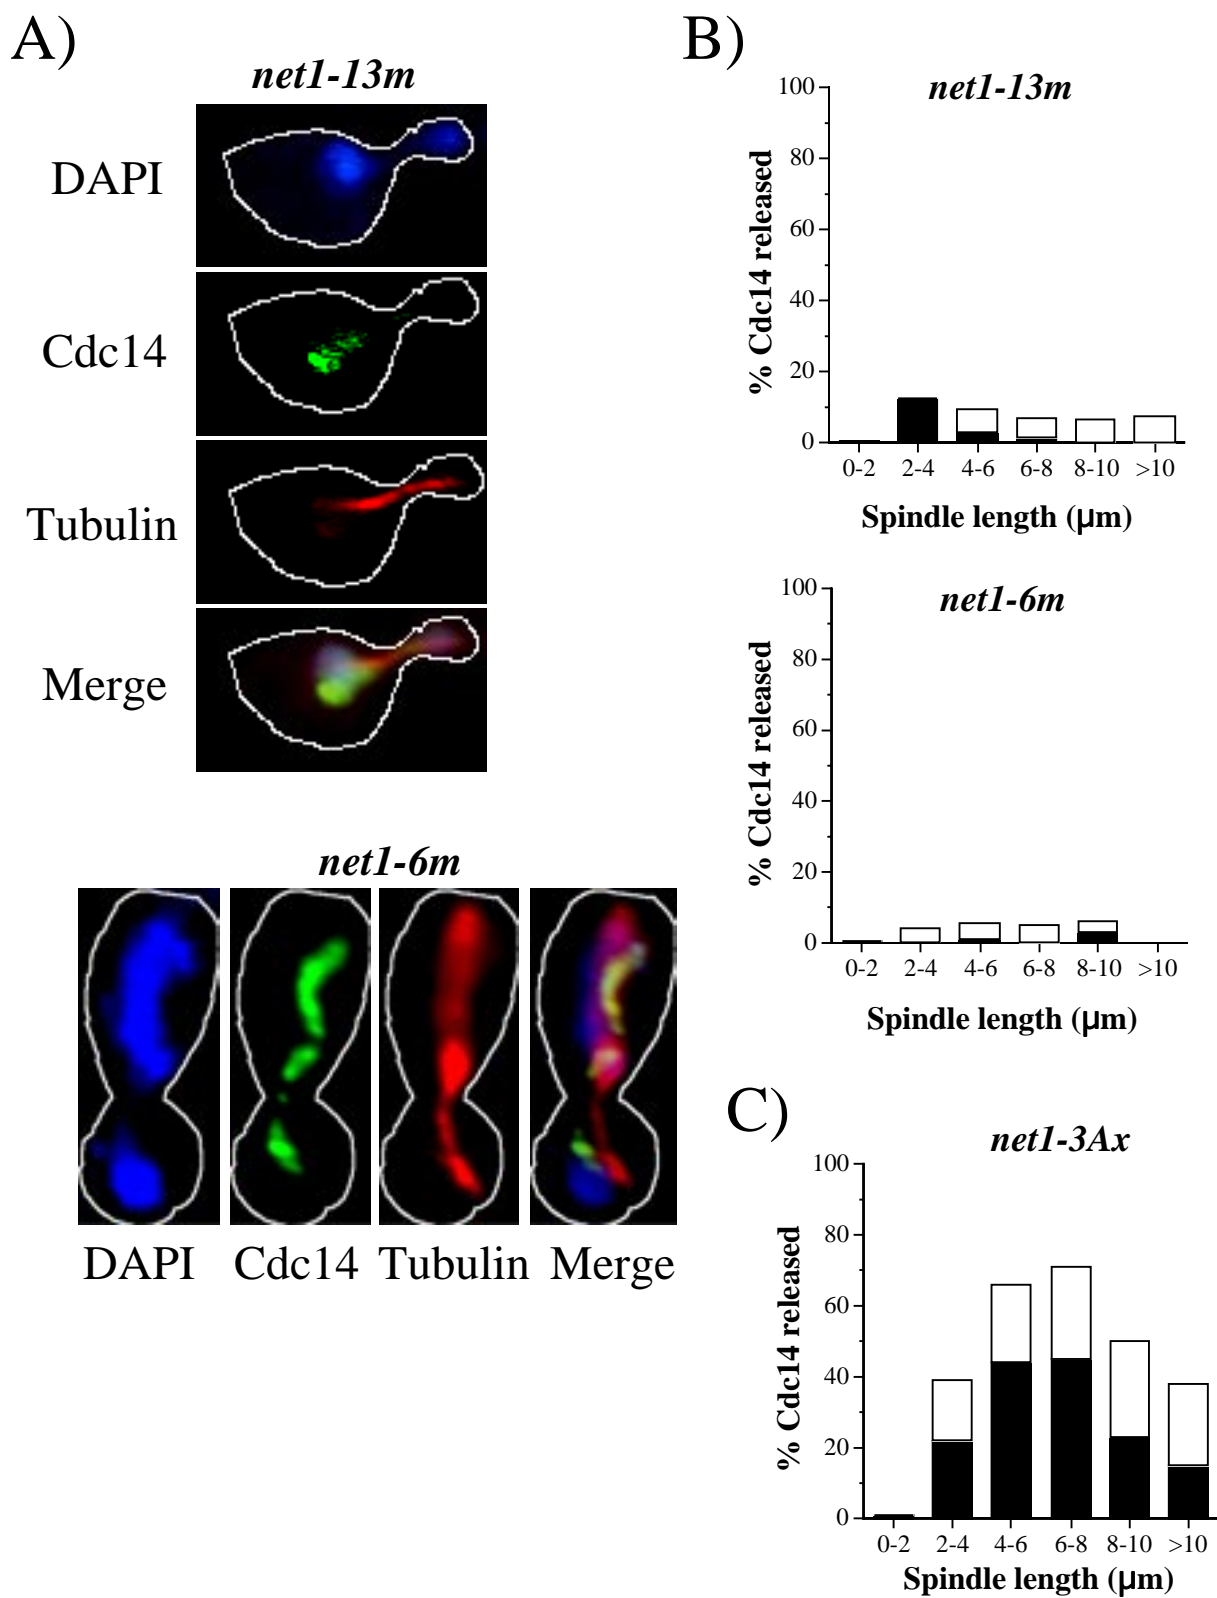 A)
net1-13m
DAPI
Cdc14
Tubulin
Merge
net1-6m
DAPI Cdc14 Tubulin Merge
B)
net1-13m
% Cdc14 released
100
80
60
40
20
0
0-2 2-4 4-6 6-8 8-10 >10
Spindle length (µm)
net1-6m
% Cdc14 released
100
80
60
40
20
0
0-2 2-4 4-6 6-8 8-10 >10
Spindle length (µm)
C)
net1-3Ax
% Cdc14 released
100
80
60
40
20
0
0-2 2-4 4-6 6-8 8-10 >10
Spindle length (µm)